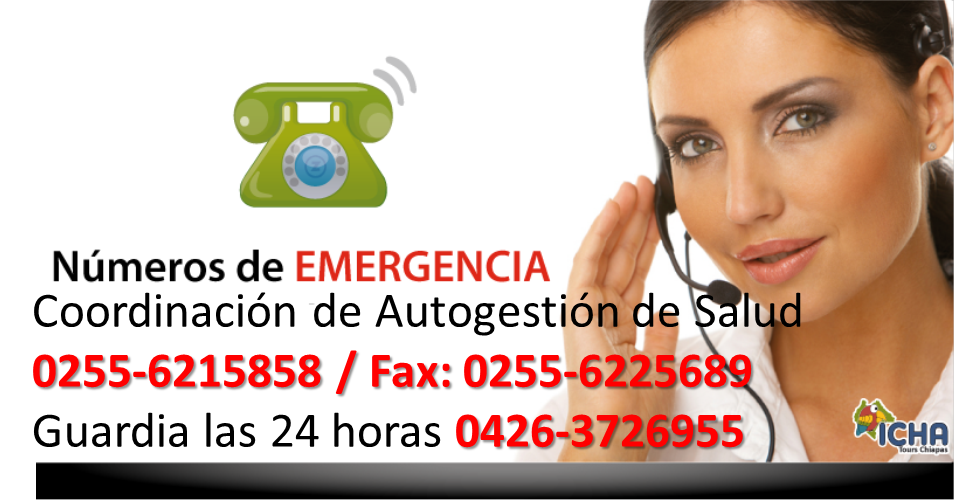 Números de EMERGENCIA
Coordinación de Autogestión de Salud
0255-6215858 / Fax: 0255-6225689
Guardia las 24 horas 0426-3726955
ICHA
Tours Chiapas